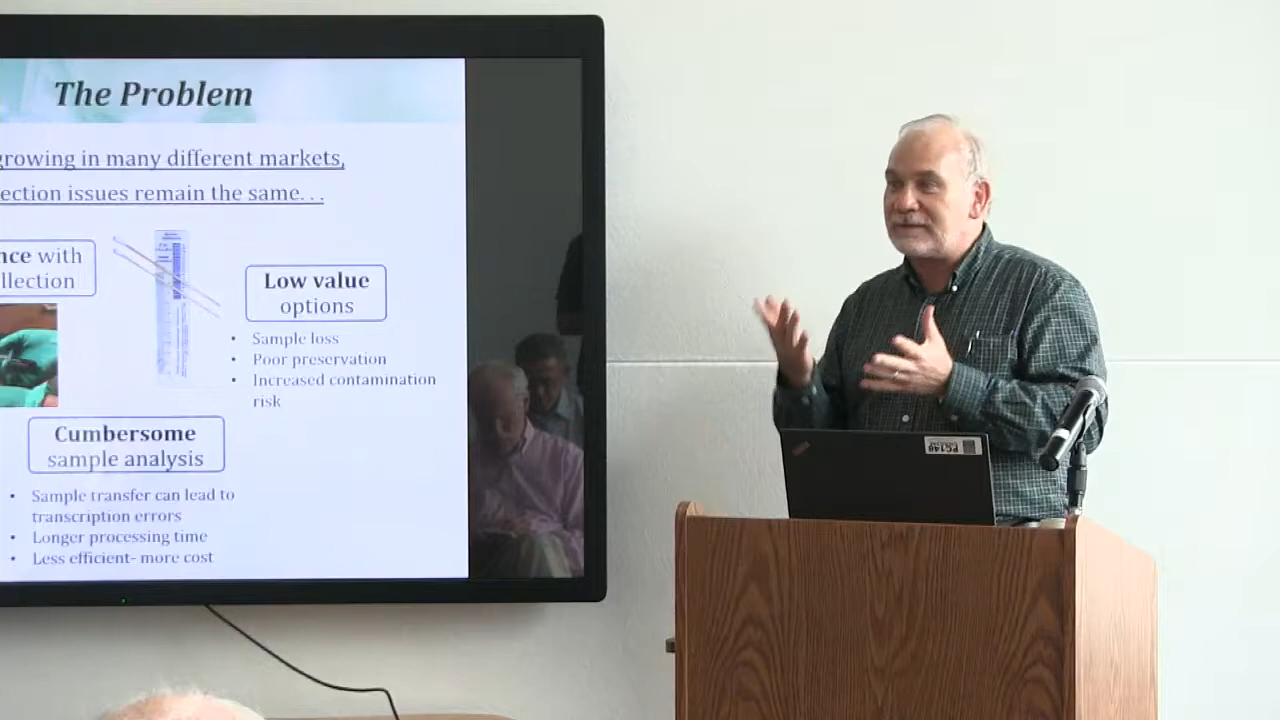 The Problem
growing in many different markets,
ection issues remain the same. . .
nce with
llection
Low value
options
• Sample loss
• Poor preservation
• Increased contamination
risk
Cumbersome
sample analysis
• Sample transfer can lead to
transcription errors
• Longer processing time
• Less efficient- more cost
PC146